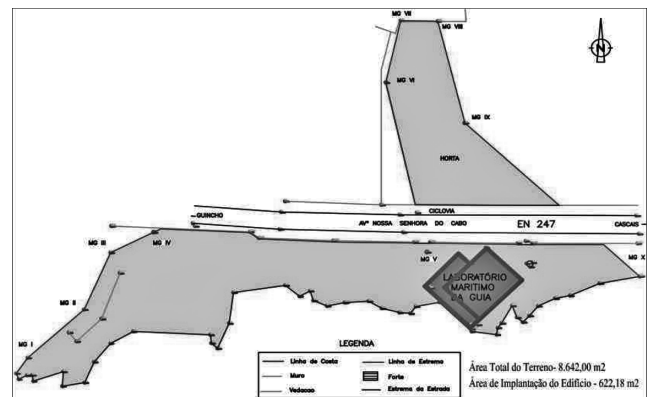 MG VII
MG VIII
N
MG VI
MG IX
HORTA
CICLOVIA
GUINCHO
AVª NOSSA SENHORA DO CABO
EN 247
CASCAIS
MG III
MG IV
MG V
MG X
LABORATÓRIO
MARITIMO
DA GUIA
MG II
MG I
LEGENDA
Linha de Costa
Linha de Extrema
Muro
Forte
Vedacao
Extrema da Estrada
Área Total do Terreno- 8.642,00 m2
Área de Implantação do Edifício - 622,18 m2